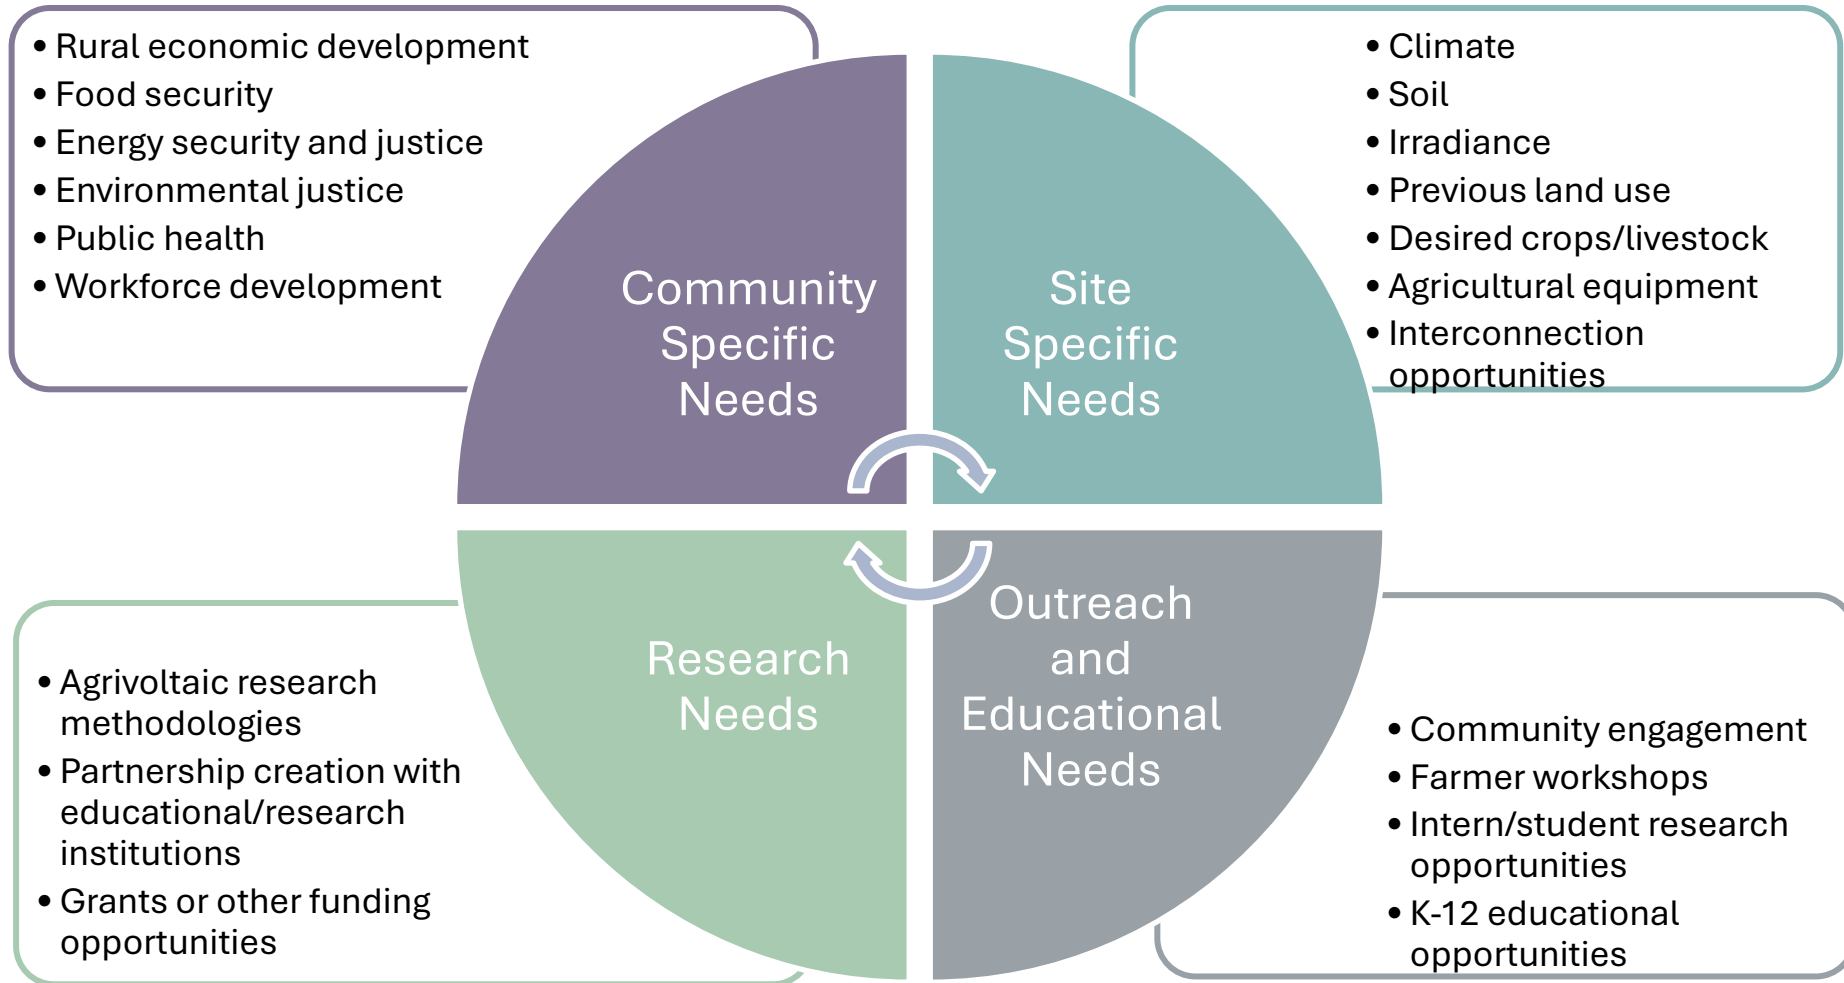 • Rural economic development
• Food security
• Energy security and justice
• Environmental justice
• Public health
• Workforce development
• Climate
• Soil
• Irradiance
• Previous land use
• Desired crops/livestock
• Agricultural equipment
• Interconnection
opportunities
Community
Specific
Needs
Site
Specific
Needs
Research
Needs
Outreach
and
Educational
Needs
• Agrivoltaic research
methodologies
• Partnership creation with
educational/research
institutions
• Grants or other funding
opportunities
• Community engagement
• Farmer workshops
• Intern/student research
opportunities
• K-12 educational
opportunities